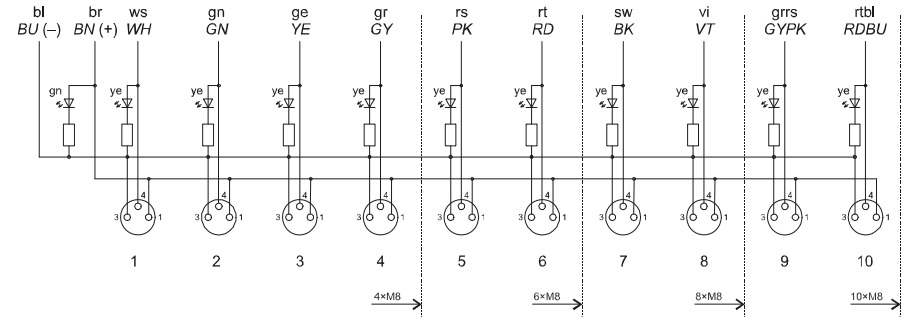 bl br ws gn ge gr rs rt sw vi grrs rtbl
BU (–) BN (+) WH GN YE GY PK RD BK VT GYPK RDBU
gn ye ye ye ye ye ye ye ye ye ye
4 4 4 4 4 4 4 4 4 4
3 1 3 1 3 1 3 1 3 1 3 1 3 1 3 1 3 1 3 1
1 2 3 4 5 6 7 8 9 10
4×M8 6×M8 8×M8 10×M8